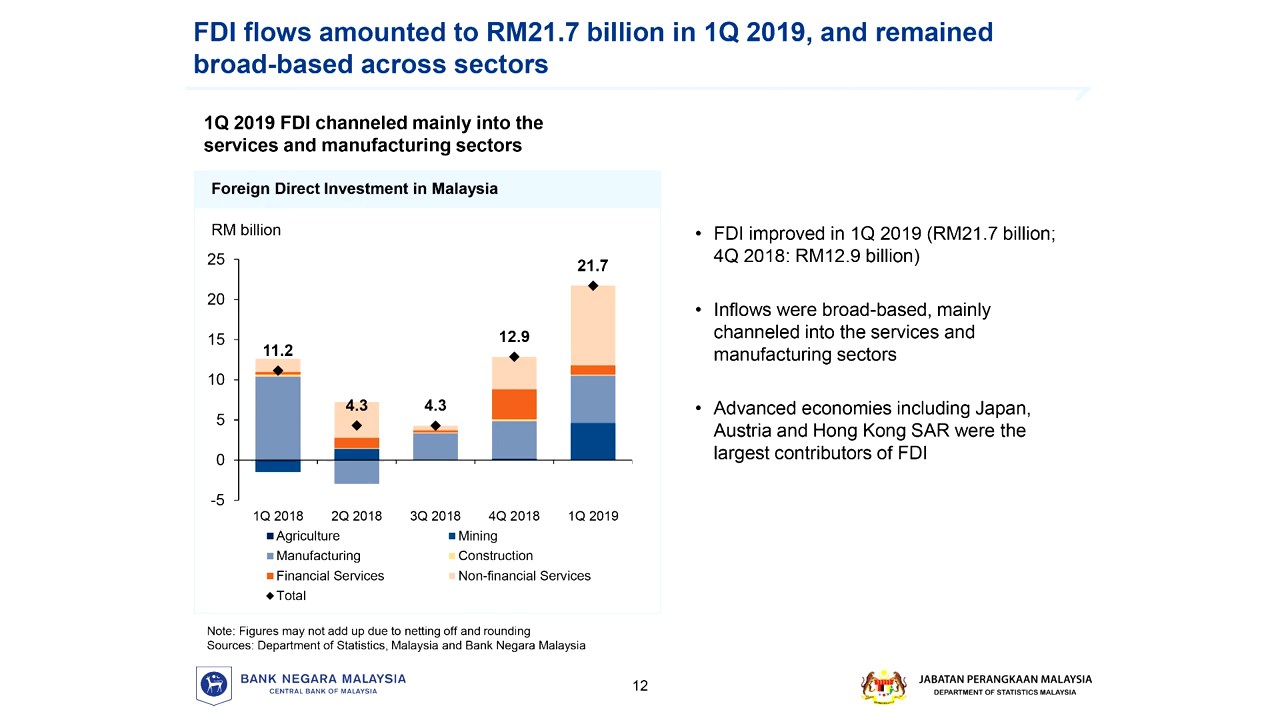 FDI flows amounted to RM21.7 billion in 1Q 2019, and remained
broad-based across sectors
1Q 2019 FDI channeled mainly into the
services and manufacturing sectors
Foreign Direct Investment in Malaysia
RM billion
25
20
15
10
5
0
-5
11.2
4.3
4.3
12.9
21.7
1Q 2018
2Q 2018
3Q 2018
4Q 2018
1Q 2019
Agriculture
Mining
Manufacturing
Construction
Financial Services
Non-financial Services
Total
• FDI improved in 1Q 2019 (RM21.7 billion;
4Q 2018: RM12.9 billion)
• Inflows were broad-based, mainly
channeled into the services and
manufacturing sectors
• Advanced economies including Japan,
Austria and Hong Kong SAR were the
largest contributors of FDI
Note: Figures may not add up due to netting off and rounding
Sources: Department of Statistics, Malaysia and Bank Negara Malaysia
BANK NEGARA MALAYSIA
CENTRAL BANK OF MALAYSIA
12
JABATAN PERANGKAAN MALAYSIA
DEPARTMENT OF STATISTICS MALAYSIA